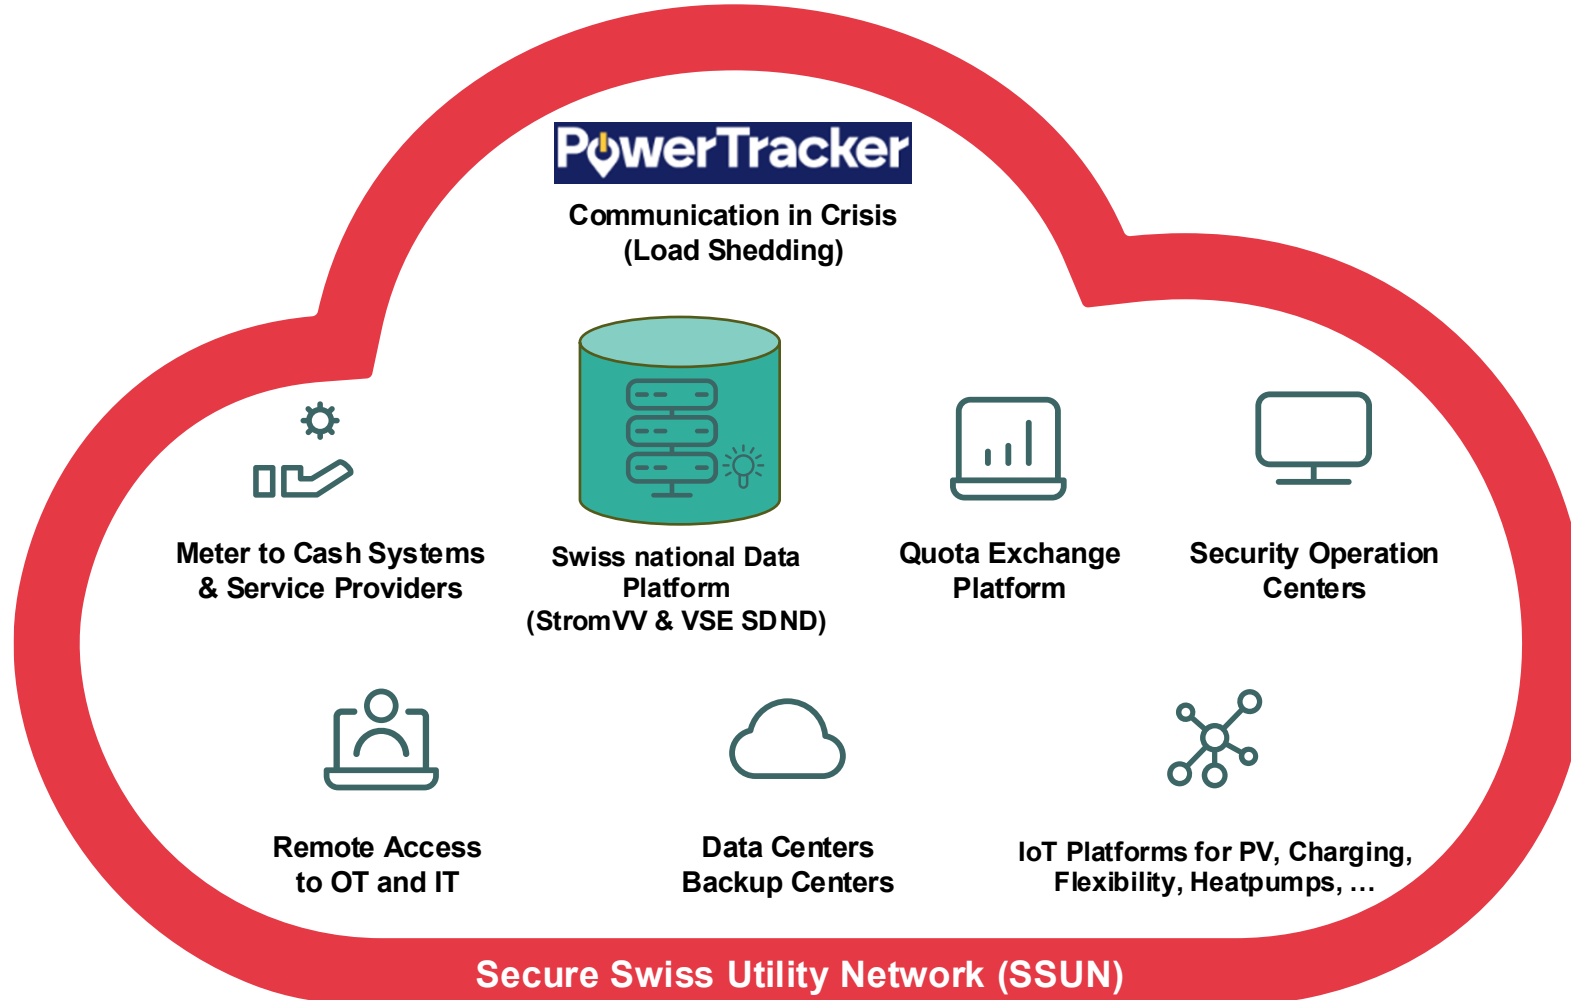 PowerTracker
Communication in Crisis
(Load Shedding)
Meter to Cash Systems
& Service Providers
Swiss national Data
Platform
(StromVV & VSE SDND)
Quota Exchange
Platform
Security Operation
Centers
Remote Access
to OT and IT
Data Centers
Backup Centers
IoT Platforms for PV, Charging,
Flexibility, Heatpumps, …
Secure Swiss Utility Network (SSUN)